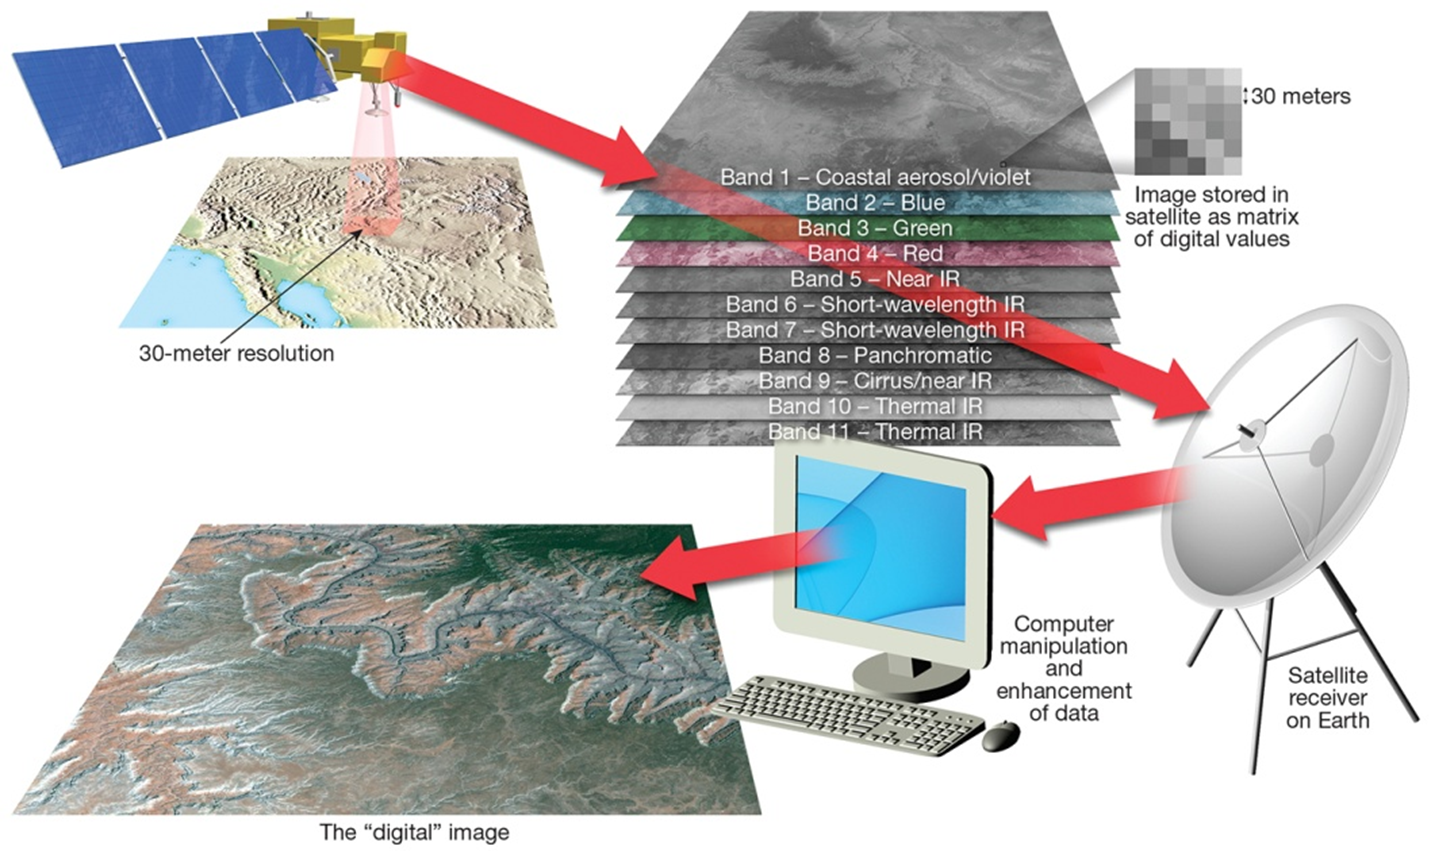 Band 1 – Coastal aerosol/violet
Band 2 – Blue
Band 3 – Green
Band 4 – Red
Band 5 – Near IR
Band 6 – Short-wavelength IR
Band 7 – Short-wavelength IR
Band 8 – Panchromatic
Band 9 – Cirrus/near IR
Band 10 – Thermal IR
Band 11 – Thermal IR
30 meters
Image stored in
satellite as matrix
of digital values
30-meter resolution
Computer
manipulation
and
enhancement
of data
Satellite
receiver
on Earth
The “digital” image